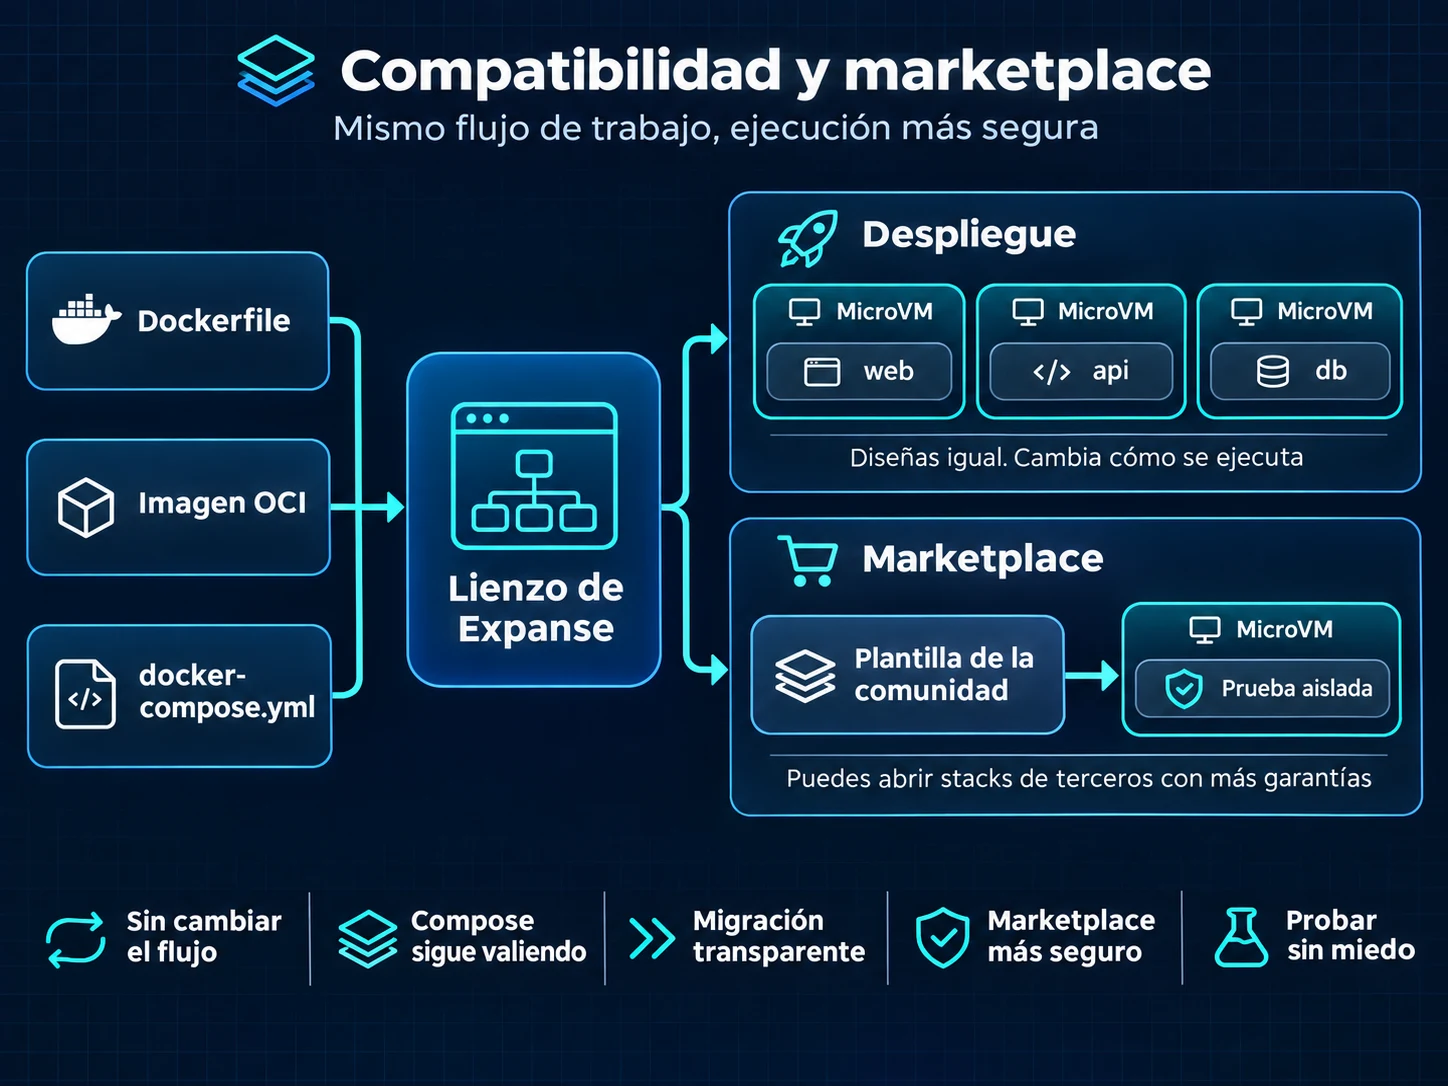 Compatibilidad y marketplace
Mismo flujo de trabajo, ejecución más segura
Dockerfile
Imagen OCI
docker-
compose.yml
Lienzo de
Expanse
Despliegue
MicroVM
web
MicroVM
api
MicroVM
db
Diseñas igual. Cambia cómo se ejecuta
Marketplace
Plantilla de la
comunidad
MicroVM
Prueba aislada
Puedes abrir stacks de terceros con más garantías
Sin cambiar
el flujo
Compose
sigue valiendo
Migración
transparente
Marketplace
más seguro
Probar
sin miedo